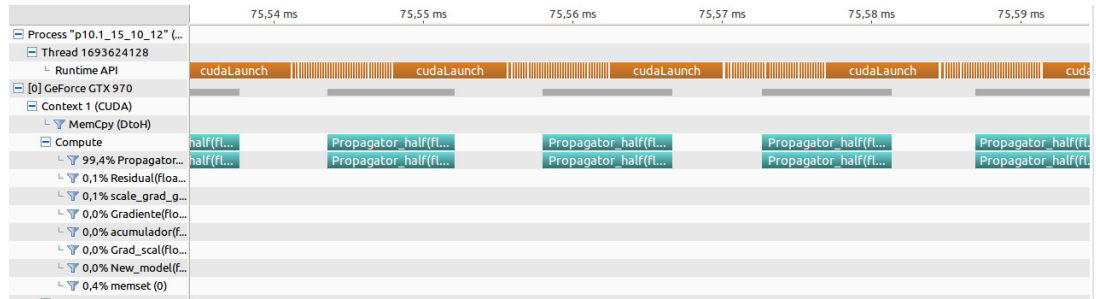 75,54 ms 75,55 ms 75,56 ms 75,57 ms 75,58 ms 75,59 ms
Process "p10.1_15_10_12" (...
Thread 1693624128
Runtime API cudaLaunch cudaLaunch cudaLaunch cudaLaunch cuda
[0] GeForce GTX 970
Context 1 (CUDA)
MemCpy (DtoH)
Compute half(fl... Propagator_half(fl... Propagator_half(fl... Propagator_half(fl... Propagator_half(fl.
99,4% Propagator... half(fl... Propagator_half(fl... Propagator_half(fl... Propagator_half(fl... Propagator_half(fl.
0,1% Residual(floa...
0,1% scale_grad_g...
0,0% Gradiente(flo...
0,0% acumulador(f...
0,0% Grad_scal(flo...
0,0% New_model(f...
0,4% memset (0)